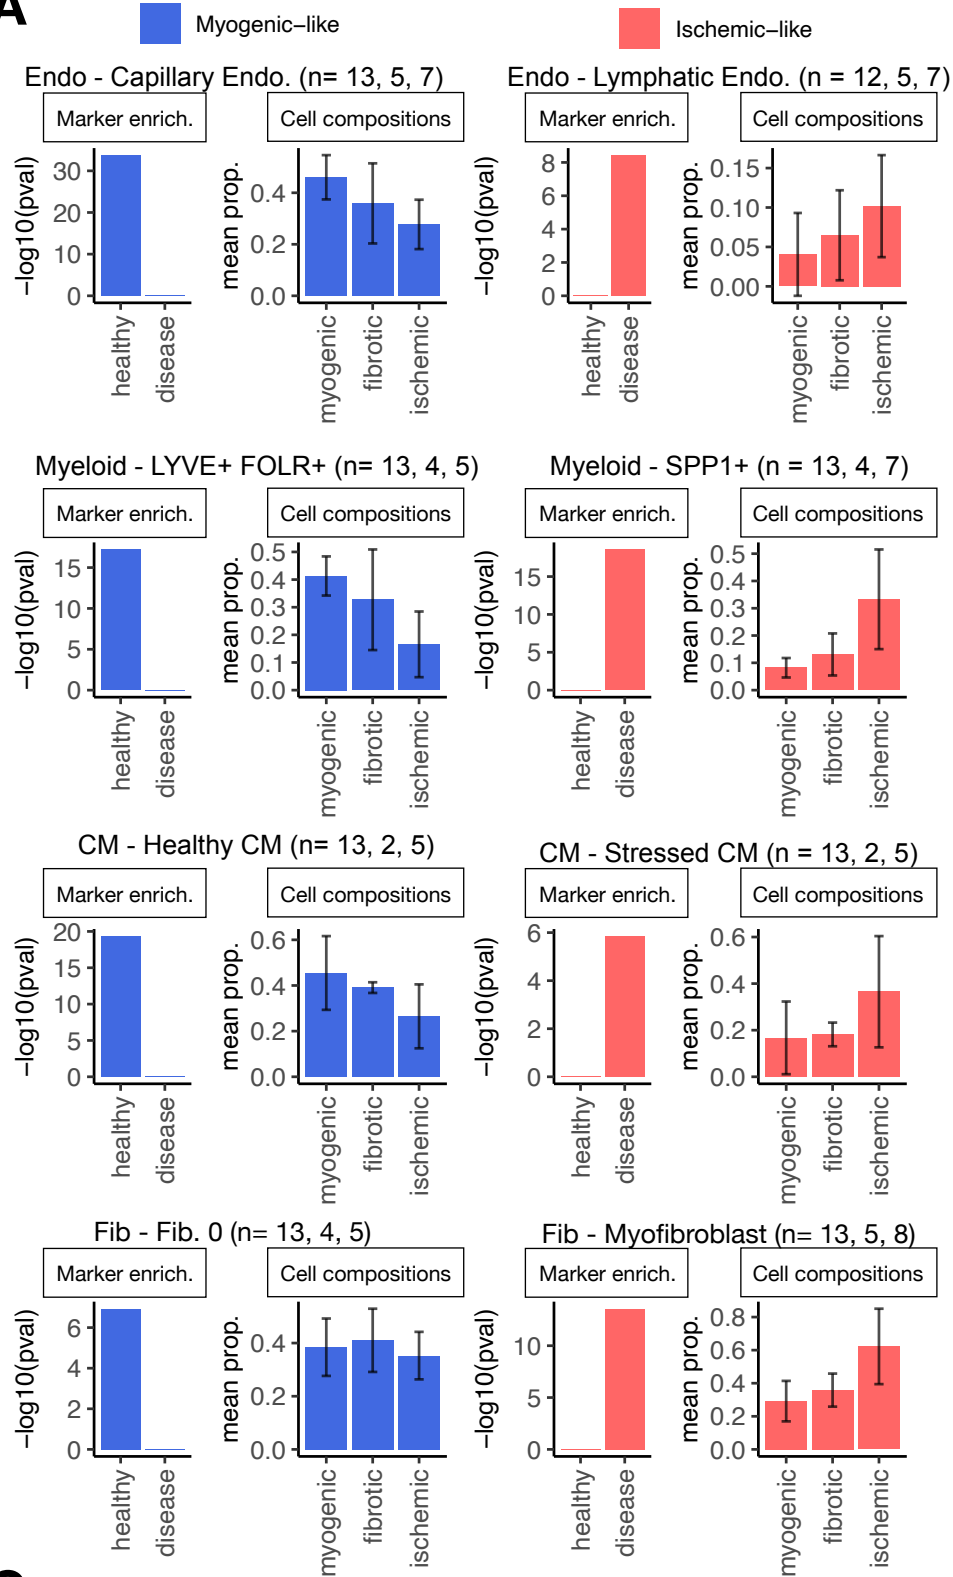 A
Myogenic−like
Ischemic−like
Endo - Capillary Endo. (n= 13, 5, 7)
Endo - Lymphatic Endo. (n = 12, 5, 7)
Marker enrich.
Cell compositions
Marker enrich.
Cell compositions
−log10(pval)
30
20
10
0
healthy
disease
mean prop.
0.4
0.2
0.0
myogenic
fibrotic
ischemic
−log10(pval)
8
6
4
2
0
healthy
disease
mean prop.
0.15
0.10
0.05
0.00
myogenic
fibrotic
ischemic
Myeloid - LYVE+ FOLR+ (n= 13, 4, 5)
Myeloid - SPP1+ (n = 13, 4, 7)
Marker enrich.
Cell compositions
Marker enrich.
Cell compositions
−log10(pval)
15
10
5
0
healthy
disease
mean prop.
0.5
0.4
0.3
0.2
0.1
0.0
myogenic
fibrotic
ischemic
−log10(pval)
15
10
5
0
healthy
disease
mean prop.
0.5
0.4
0.3
0.2
0.1
0.0
myogenic
fibrotic
ischemic
CM - Healthy CM (n= 13, 2, 5)
CM - Stressed CM (n = 13, 2, 5)
Marker enrich.
Cell compositions
Marker enrich.
Cell compositions
−log10(pval)
20
15
10
5
0
healthy
disease
mean prop.
0.6
0.4
0.2
0.0
myogenic
fibrotic
ischemic
−log10(pval)
6
4
2
0
healthy
disease
mean prop.
0.6
0.4
0.2
0.0
myogenic
fibrotic
ischemic
Fib - Fib. 0 (n= 13, 4, 5)
Fib - Myofibroblast (n= 13, 5, 8)
Marker enrich.
Cell compositions
Marker enrich.
Cell compositions
−log10(pval)
6
4
2
0
healthy
disease
mean prop.
0.4
0.2
0.0
myogenic
fibrotic
ischemic
−log10(pval)
10
5
0
healthy
disease
mean prop.
0.8
0.6
0.4
0.2
0.0
myogenic
fibrotic
ischemic